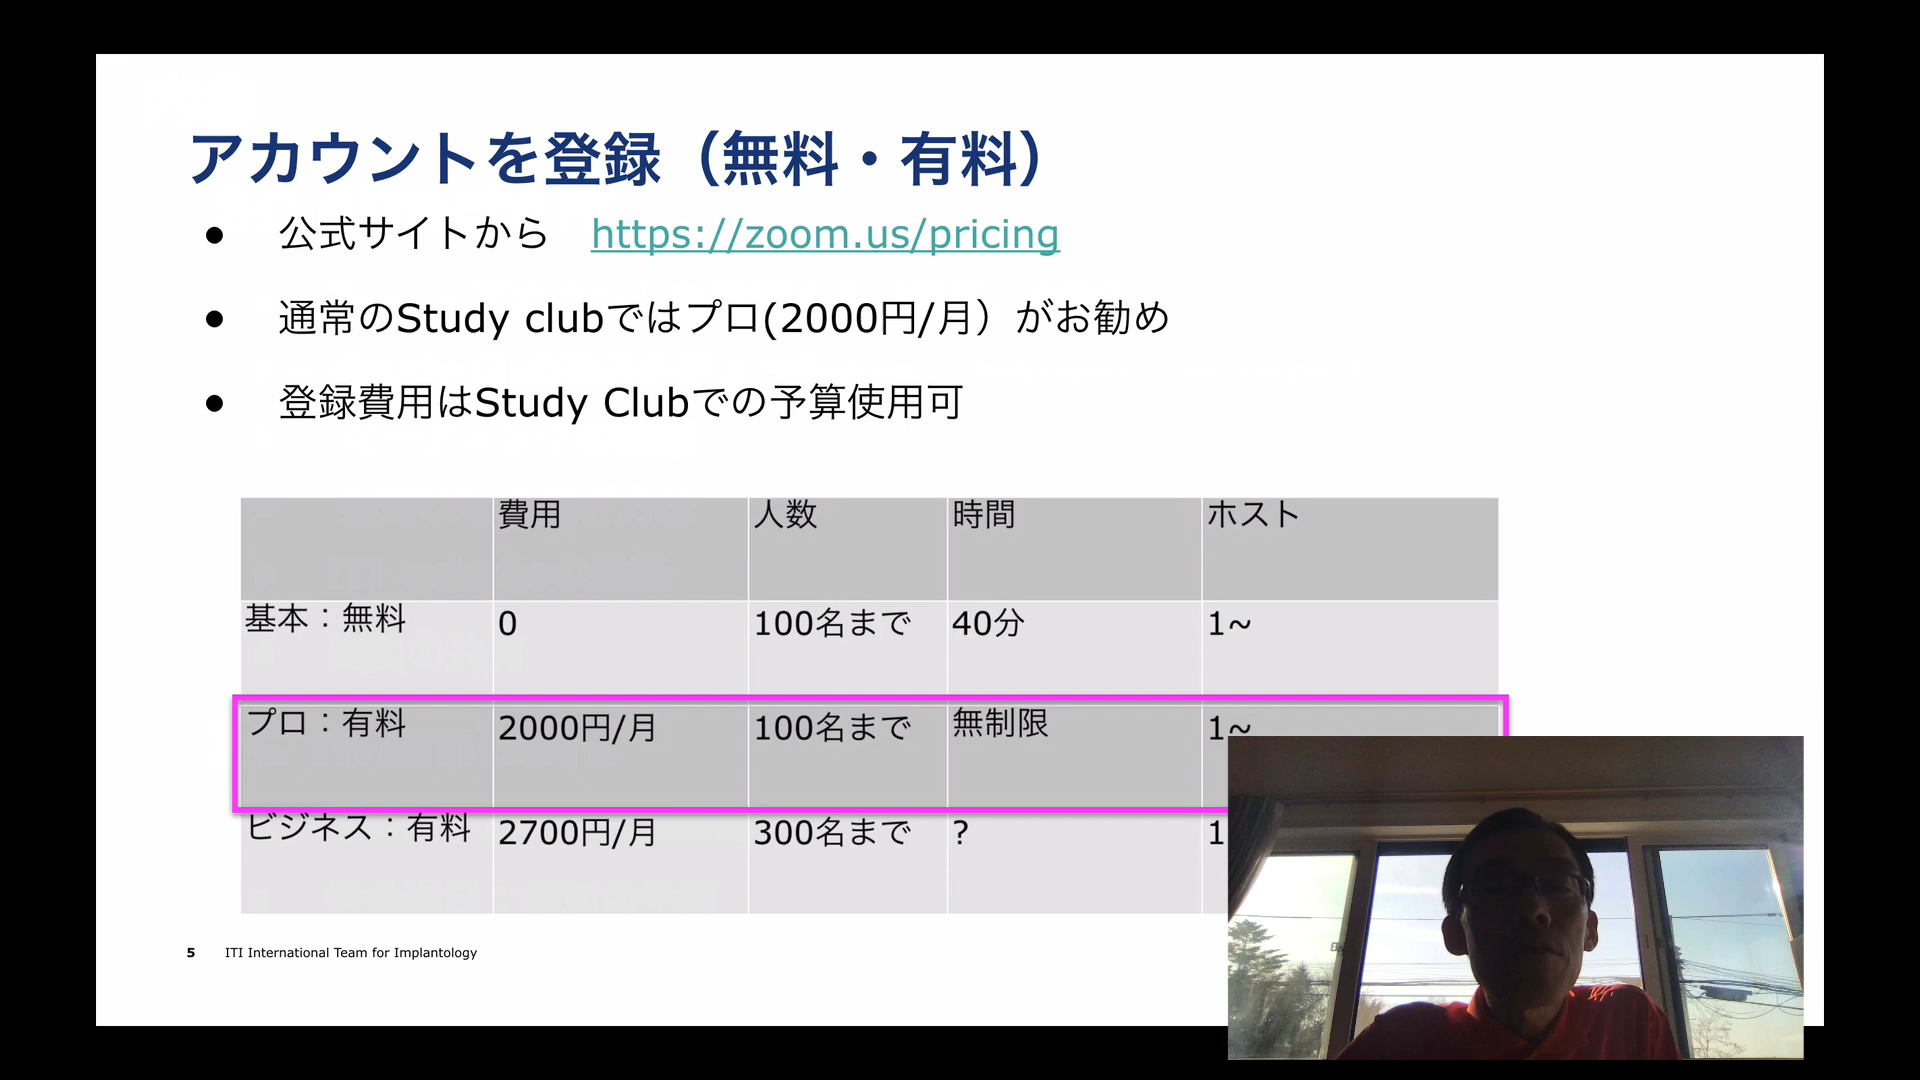 アカウントを登録（無料・有料）
● 公式サイトから　https://zoom.us/pricing
● 通常のStudy clubではプロ(2000円/月）がお勧め
● 登録費用はStudy Clubでの予算使用可
費用 人数 時間 ホスト
基本：無料 0 100名まで 40分 1~
プロ：有料 2000円/月 100名まで 無制限 1~
ビジネス：有料 2700円/月 300名まで ? 1
5 ITI International Team for Implantology